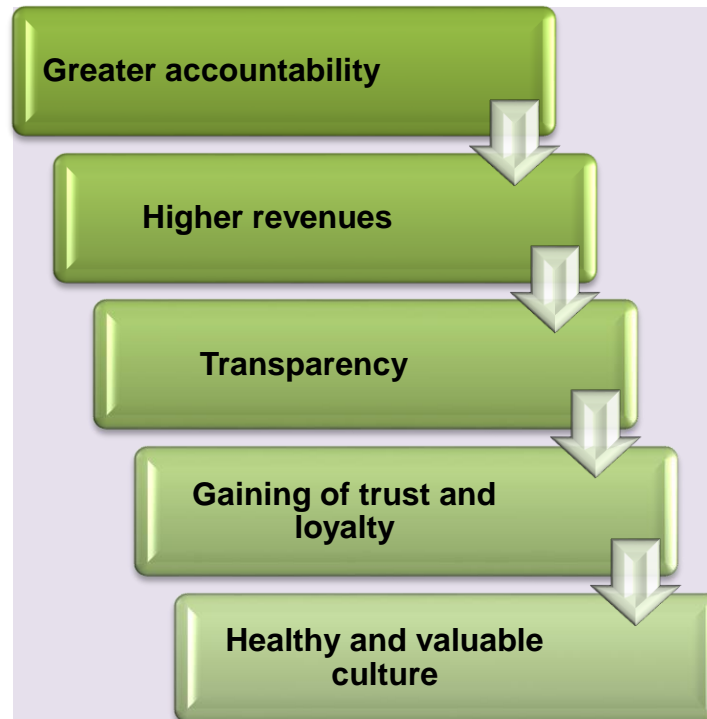 Greater accountability
Higher revenues
Transparency
Gaining of trust and
loyalty
Healthy and valuable
culture